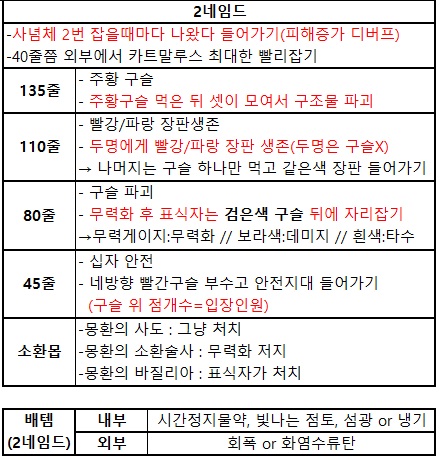 2네임드
-사념체 2번 잡을때마다 나왔다 들어가기(피해증가 디버프)
-40줄쯤 외부에서 카트말루스 최대한 빨리잡기
135줄
- 주황 구슬
- 주황구슬 먹은 뒤 셋이 모여서 구조물 파괴
110줄
- 빨강/파랑 장판생존
- 두명에게 빨강/파랑 장판 생존(두명은 구슬X)
→ 나머지는 구슬 하나만 먹고 같은색 장판 들어가기
80줄
- 구슬 파괴
- 무력화 후 표식자는 검은색 구슬 뒤에 자리잡기
→무력게이지:무력화 // 보라색:데미지 // 흰색:타수
45줄
- 십자 안전
- 네방향 빨간구슬 부수고 안전지대 들어가기
(구슬 위 점개수=입장인원)
소환몹
-몽환의 사도 : 그냥 처치
-몽환의 소환술사 : 무력화 저지
-몽환의 바질리아 : 표식자가 처치
배템
(2네임드)
내부
시간정지물약, 빛나는 점토, 섬광 or 냉기
외부
회폭 or 화염수류탄